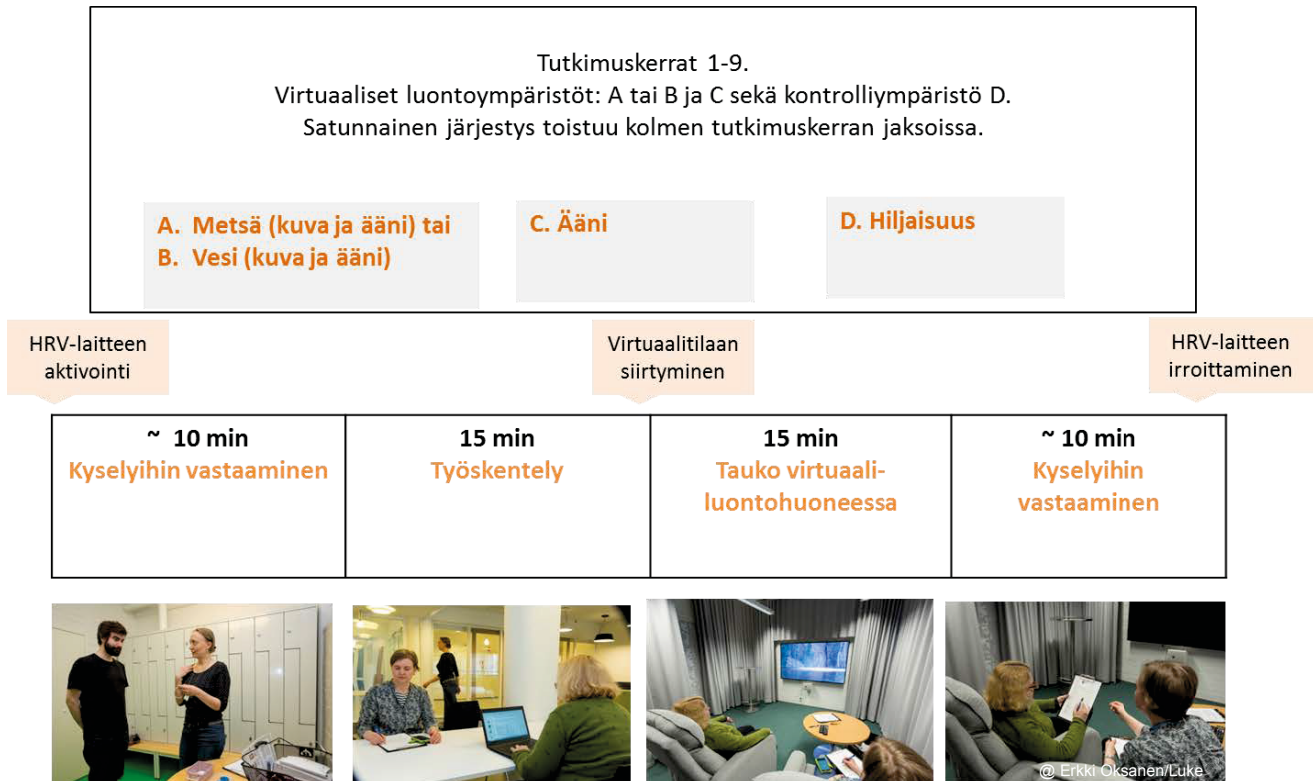 Tutkimuskerrat 1-9.
Virtuaaliset luontoympäristöt: A tai B ja C sekä kontrolliympäristö D.
Satunnainen järjestys toistuu kolmen tutkimuskerran jaksoissa.
A. Metsä (kuva ja ääni) tai
B. Vesi (kuva ja ääni)
C. Ääni
D. Hiljaisuus
HRV-laitteen
aktivointi
Virtuaalitilaan
siirtyminen
HRV-laitteen
irroittaminen
~ 10 min
Kyselyihin vastaaminen
15 min
Työskentely
15 min
Tauko virtuaali-
luontohuoneessa
~ 10 min
Kyselyihin
vastaaminen
@ Erkki Oksanen/Luke